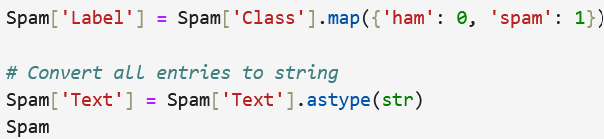 Spam['Label'] = Spam['Class'].map({'ham': 0, 'spam': 1})
# Convert all entries to string
Spam['Text'] = Spam['Text'].astype(str)
Spam